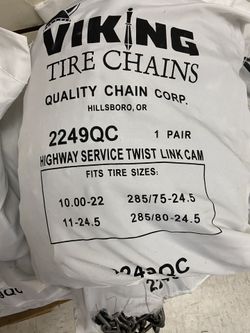 VIKING
TIRE CHAINS
QUALITY CHAIN CORP.
HILLSBORO, OR
2249QC 1 PAIR
HIGHWAY SERVICE TWIST LINK CAM
FITS TIRE SIZES:
10.00-22 285/75-24.5
11-24.5 285/80-24.5
2249QC